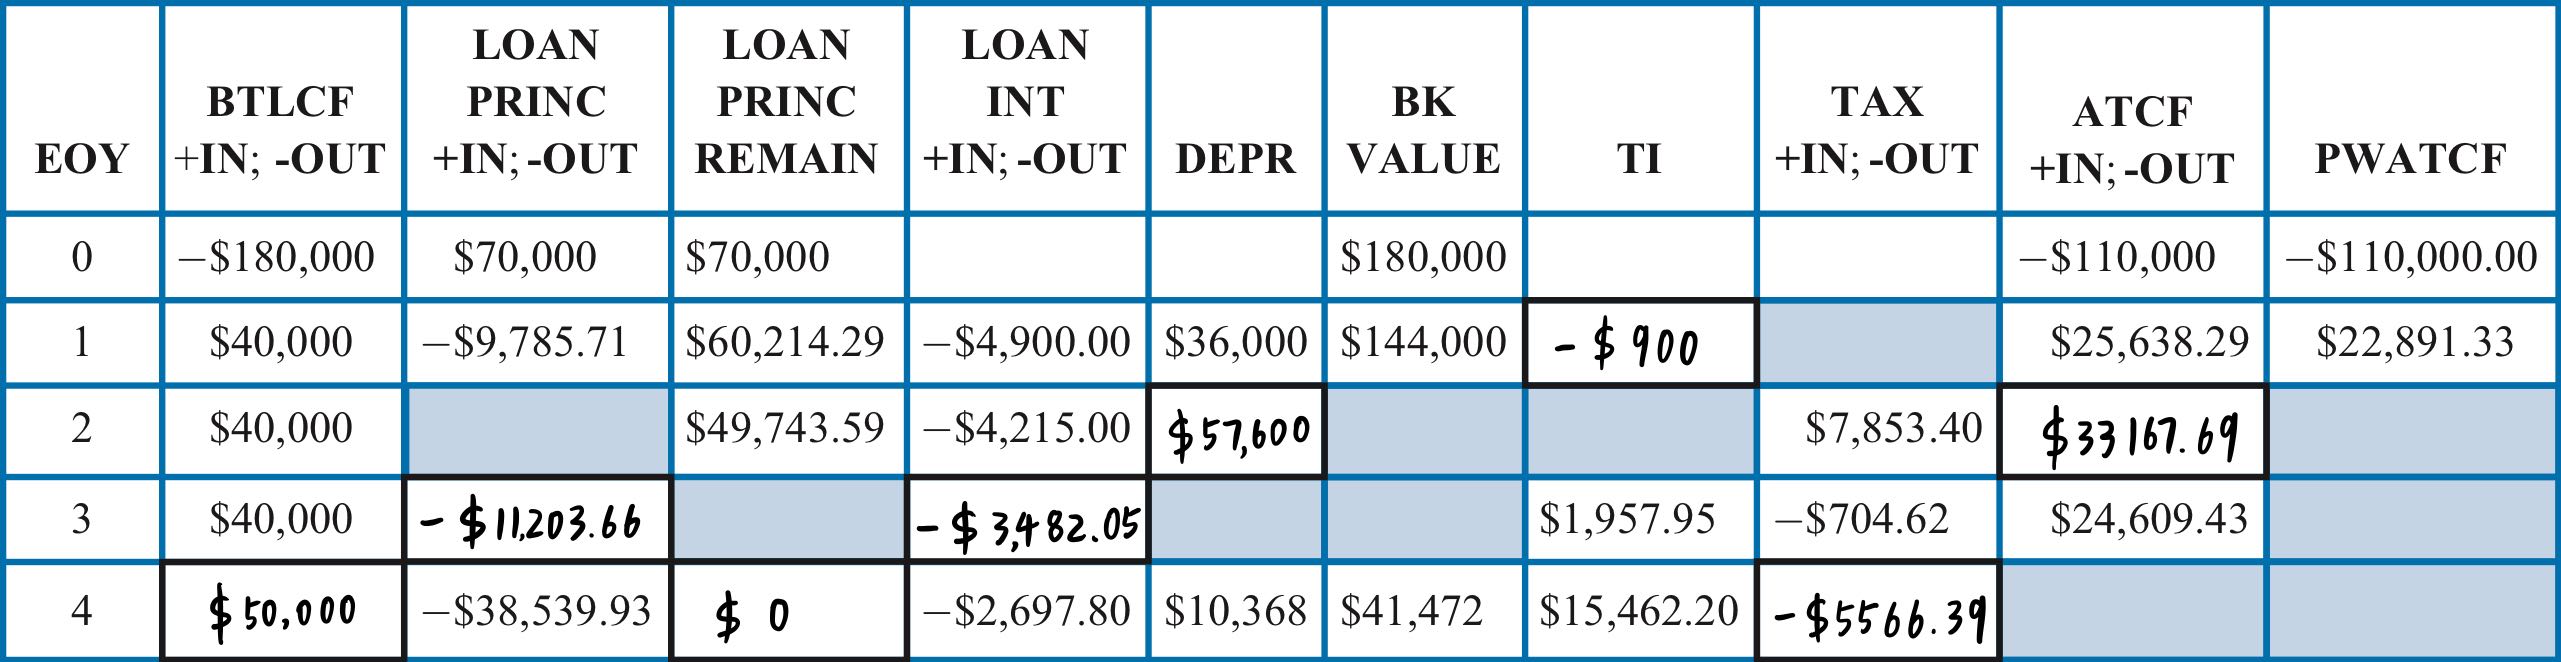 EOY BTLCF +IN; -OUT LOAN PRINC +IN; -OUT LOAN PRINC REMAIN LOAN INT +IN; -OUT DEPR BK VALUE TI TAX +IN; -OUT ATCF +IN; -OUT PWATCF
0 −$180,000 $70,000 $70,000 $180,000 −$110,000 −$110,000.00
1 $40,000 −$9,785.71 $60,214.29 −$4,900.00 $36,000 $144,000 -$900 $25,638.29 $22,891.33
2 $40,000 $49,743.59 −$4,215.00 $57,600 $7,853.40 $33167.69
3 $40,000 -$11,203.66 -$3,482.05 $1,957.95 −$704.62 $24,609.43
4 $50,000 −$38,539.93 $0 −$2,697.80 $10,368 $41,472 $15,462.20 -$5566.39